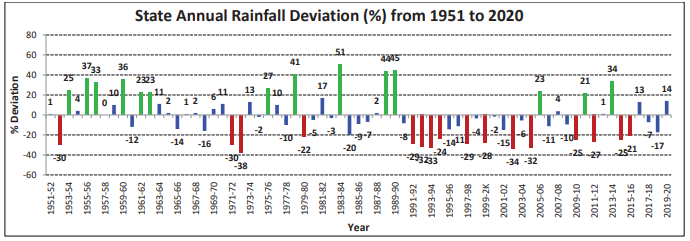 State Annual Rainfall Deviation (%) from 1951 to 2020
% Deviation
80
60
40
20
0
-20
-40
-60
1 -30 25 4 37 33 0 10 36 -12 23 23 11 2 -14 1 2 -16 6 11 -30 -38 13 -2 27 10 -10 41 -22 -5 17 -3 51 -20 -9 -7 2 44 45 -8 -29 -32 -33 -24 -14 -11 -29 -4 -28 -2 -15 -34 -6 -32 23 -11 4 -10 -25 21 -27 1 34 -25 -21 13 -7 -17 14
1951-52 1953-54 1955-56 1957-58 1959-60 1961-62 1963-64 1965-66 1967-68 1969-70 1971-72 1973-74 1975-76 1977-78 1979-80 1981-82 1983-84 1985-86 1987-88 1989-90 1991-92 1993-94 1995-96 1997-98 1999-2K 2001-02 2003-04 2005-06 2007-08 2009-10 2011-12 2013-14 2015-16 2017-18 2019-20
Year